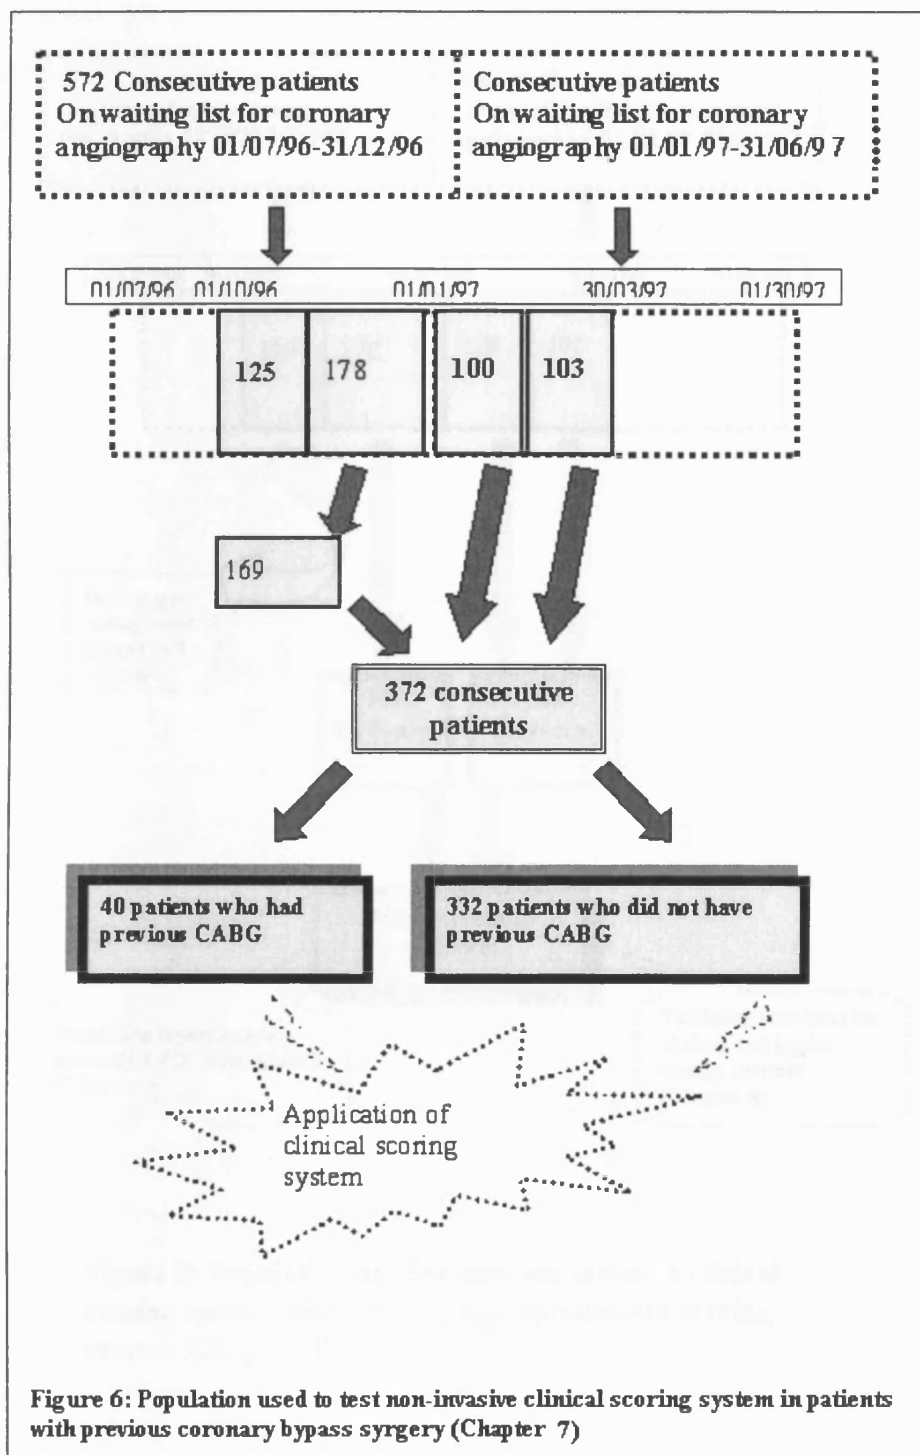 572 Consecutive patients
On waiting list for coronary
angiography 01/07/96-31/12/96
Consecutive patients
On waiting list for coronary
angiography 01/01/97-31/06/97
01/07/96 01/10/96 01/01/97 30/03/97 01/30/97
125 178 100 103
169
372 consecutive
patients
40 patients who had
previous CABG
332 patients who did not have
previous CABG
Application of
clinical scoring
system
Figure 6: Population used to test non-invasive clinical scoring system in patients
with previous coronary bypass syrgery (Chapter 7)